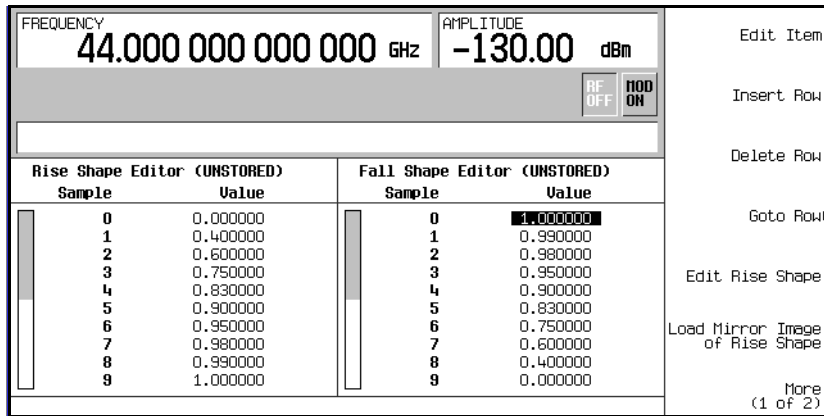 FREQUENCY
44.000 000 000 000 GHz
AMPLITUDE
-130.00 dBm
RF OFF
MOD ON
Rise Shape Editor (UNSTORED)
Sample Value
0 0.000000
1 0.400000
2 0.600000
3 0.750000
4 0.830000
5 0.900000
6 0.950000
7 0.980000
8 0.990000
9 1.000000
Fall Shape Editor (UNSTORED)
Sample Value
0 1.000000
1 0.990000
2 0.980000
3 0.950000
4 0.900000
5 0.830000
6 0.750000
7 0.600000
8 0.400000
9 0.000000
Edit Item
Insert Row
Delete Row
Goto Row
Edit Rise Shape
Load Mirror Image
of Rise Shape
More
(1 of 2)